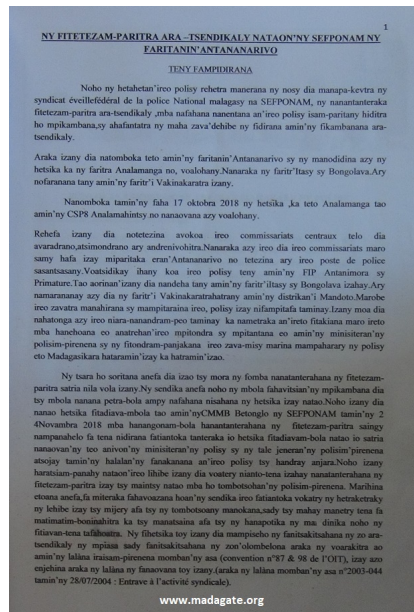 1
NY FITETEZAM-PARITRA ARA –TSENDIKALY NATAON'NY SEFPONAM NY
FARITANIN'ANTANANARIVO
TENY FAMPIDIRANA
Noho ny hetahetan'ireo polisy rehetra manerana ny nosy dia manapa-kevtra ny
syndicat éveillefédéral de la police National malagasy na SEFPONAM, ny nanantanteraka
fitetezam-paritra ara-tsendikaly ,mba nafahana nanentana an'ireo polisy isam-paritany hiditra
ho mpikambana,sy ahafantatra ny maha zava'dehibe ny fidirana amin'ny fikambanana ara-
tsendikaly.
Araka izany dia natomboka teto amin'ny faritanin'Antananarivo sy ny manodidina azy ny
hetsika ka ny faritra Analamanga no, voalohany.Nanaraka ny faritr'Itasy sy Bongolava.Ary
nofaranana tany amin'ny faritr'i Vakinakaratra izany.
Nanomboka tamin'ny faha 17 oktobra 2018 ny hetsika ,ka teto Analamanga tao
amin'ny CSP8 Analamahintsy no nanaovana azy voalohany.
Rehefa izany dia notetezina avokoa ireo commissariats centraux telo dia
avaradrano,atsimondrano ary andrenivohitra.Nanaraka azy ireo dia ireo commissariats maro
samy hafa izay miparitaka eran'Antananarivo no tetezina ary ireo poste de police
sasantsasany.Voatsidikay ihany koa ireo polisy teny amin'ny FIP Antanimora sy
Primature.Tao aorinan'izany dia nandeha tany amin'ny faritr'iItasy sy Bongolava izahay.Ary
namarananay azy dia ny faritr'i Vakinakaratrahatrany amin'ny distrikan'i Mandoto.Marobe
ireo zavatra manahirana sy mampitaraina ireo, polisy izay nifampitafa taminay.Izany moa dia
nahatonga azy ireo niara-nanandram-peo taminay ka nametraka an'ireto fitakiana maro ireto
mba hanehoana eo anatrehan'ireo mpitondra sy mpitantana eo amin'ny minisiteran'ny
polisim-pirenena sy ny fitondram-panjakana ireo zava-misy marina mampahaory ny polisy
eto Madagasikara hataramin'izay ka hatramin'izao.
Ny tsara ho soritana anefa dia izao tsy mora ny fomba nanatanterahana ny fitetezam-
paritra satria nila vola izany.Ny sendika anefa noho ny mbola fahavitsian'ny mpikambana dia
tsy mbola nanana petra-bola ampy nafahana nisahana ny hetsika izay natao.Noho izany dia
nanao hetsika fitadiava-mbola tao amin'nyCMMB Betonglo ny SEFPONAM tamin'ny 2
4Novambra 2018 mba hanangonam-bola hanantanterahana ny fitetezam-paritra saingy
nampanahelo fa tena nidirana fatiantoka tanteraka io hetsika fitadiavam-bola natao io satria
nanaovan'ny teo anivon'ny minisiteran'ny polisy sy ny tale jeneran'ny polisim'pirenena
atsojay tamin'ny halalan'ny fanakanana an'ireo polisy tsy handray anjara.Noho izany
haratsiam-panahy nataon'ireo lihibe izany dia voatery nianto-tena izahay nanatanterahana ny
fitetezam-paritra izay tsy maintsy natao mba ho tombotsohan'ny polisim-pirenena. Marihina
etoana anefa,fa miteraka fahavoazana hoan'ny sendika ireo fatiantoka vokatry ny hetraketraky
ny lehibe izay tsy mijery afa tsy ny tombotsoany manokana,sady tsy mahay manetry tena fa
matimatim-boninahitra ka tsy manatsaina afa tsy ny hanapotika ny ma dinika noho ny
fitiavan-tena tafahoatra. Ny fihetsika toy izany dia mampiseho ny fanitsakitsahana ny zo ara-
tsendikaly ny mpiasa sady fanitsakitsahana ny zon'olombelona araka ny voarakitra ao
amin'ny lalàna iraisam-pirenena momban'ny asa (convention n°87 & 98 de l'OIT), izay azo
enjehina araka ny lalàna ny fanaovana toy izany.(araka ny lalàna momban'ny asa n°2003-044
tamin'ny 28/07/2004 : Entrave à l'activité syndicale).
www.madagate.org